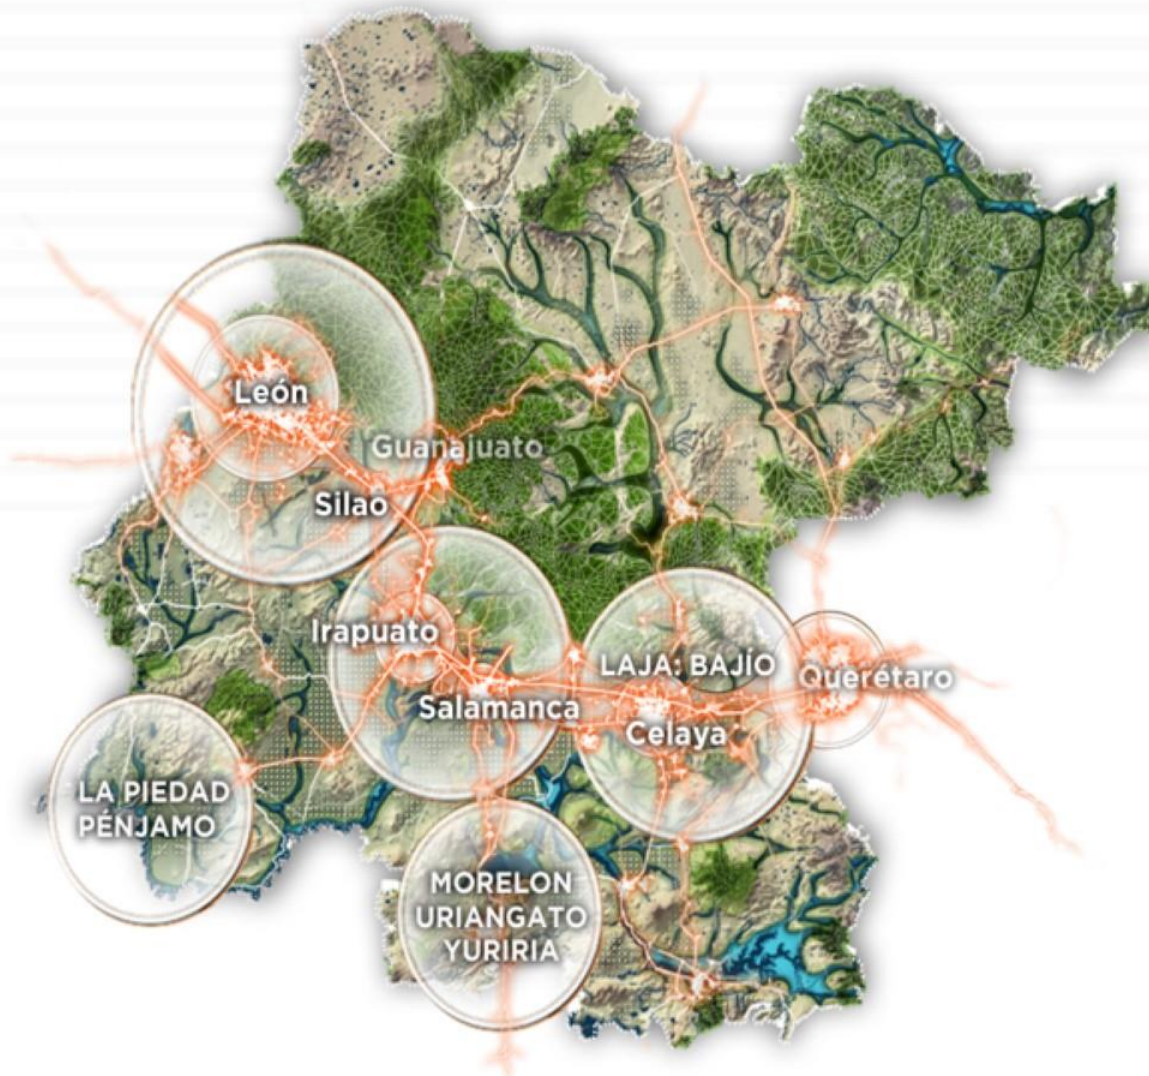 León
Guanajuato
Silao
Irapuato
LAJA: BAJÍO
Querétaro
Salamanca
Celaya
LA PIEDAD
PÉNJAMO
MORELON
URIANGATO
YURIRIA